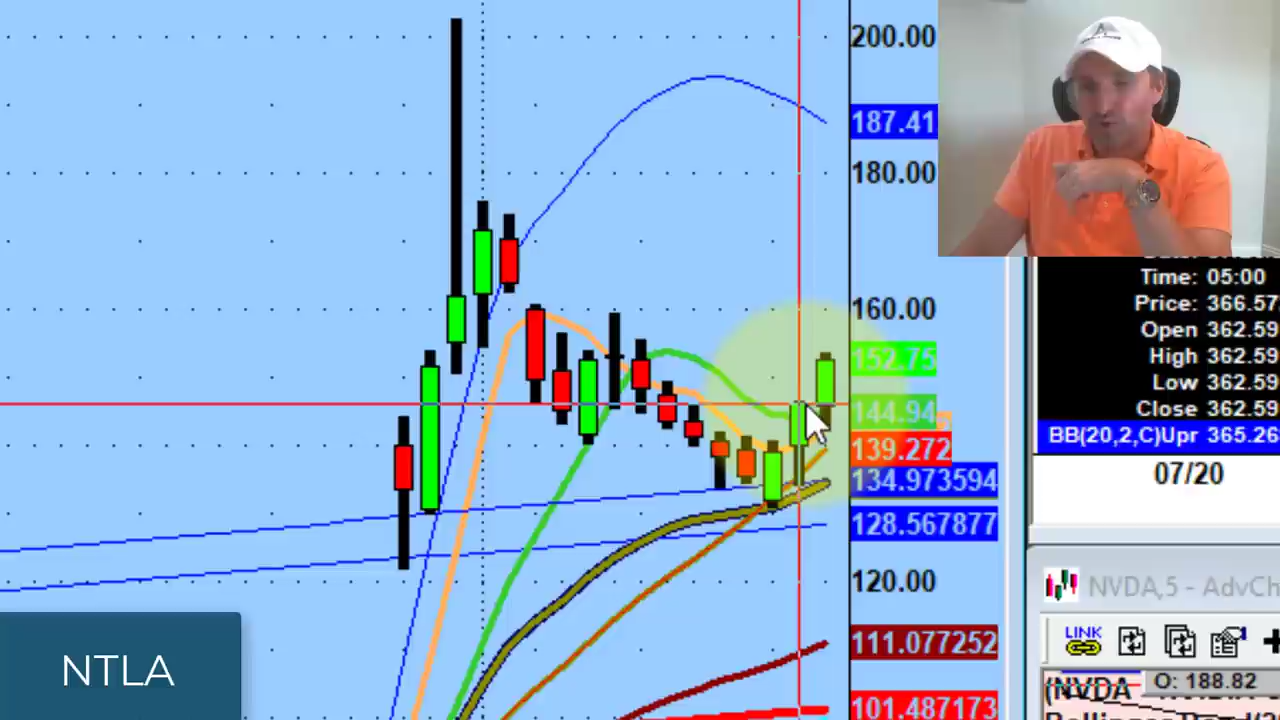 200.00
187.41
180.00
160.00
152.75
144.94
139.272
134.973594
128.567877
120.00
111.077252
101.487173
Time: 05:00
Price: 366.57
Open 362.59
High 362.59
Low 362.59
Close 362.59
BB(20,2,C)Upr 365.26
07/20
NVDA,5 - AdvCh
LINK
O: 188.82
(NVDA
NTLA